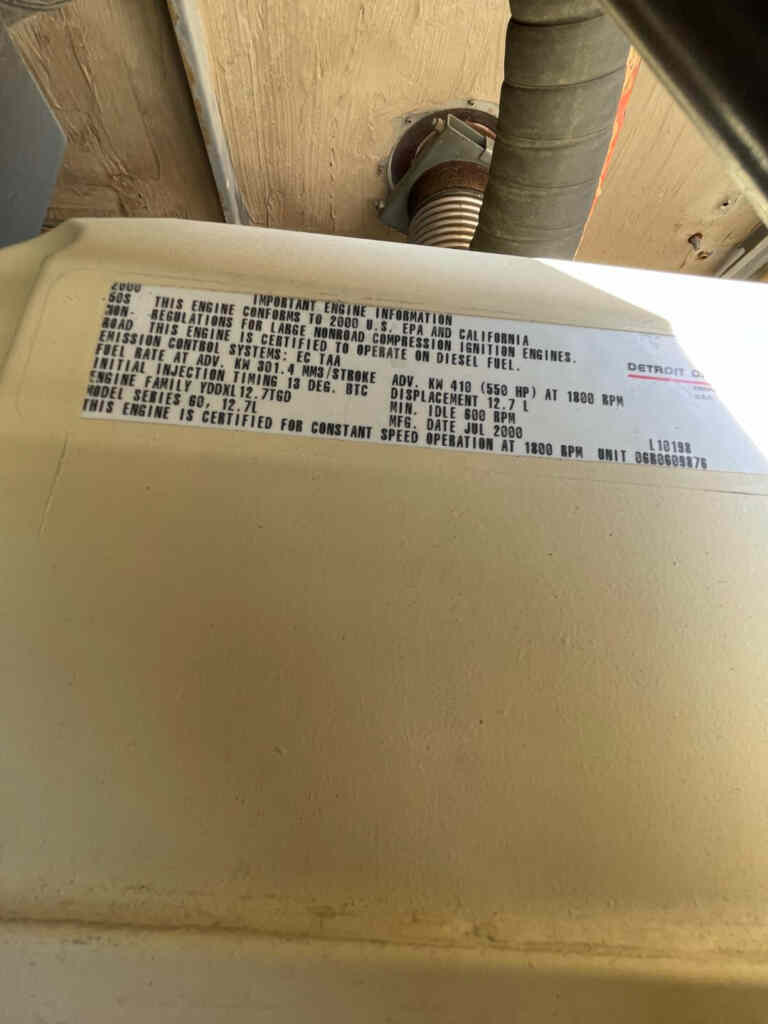 2000
50S
NON-
ROAD
IMPORTANT ENGINE INFORMATION
THIS ENGINE CONFORMS TO 2000 U.S. EPA AND CALIFORNIA
REGULATIONS FOR LARGE NONROAD COMPRESSION IGNITION ENGINES.
THIS ENGINE IS CERTIFIED TO OPERATE ON DIESEL FUEL.
EMISSION CONTROL SYSTEMS: EC TAA
FUEL RATE AT ADV. KW 301.4 MM3/STROKE ADV. KW 410 (550 HP) AT 1800 RPM
INITIAL INJECTION TIMING 13 DEG. BTC DISPLACEMENT 12.7 L
ENGINE FAMILY YDDXL12.7TGD MIN. IDLE 600 RPM
MODEL SERIES 60, 12.7L MFG. DATE JUL 2000 L10198
THIS ENGINE IS CERTIFIED FOR CONSTANT SPEED OPERATION AT 1800 RPM UNIT 06R0609876
DETROIT D